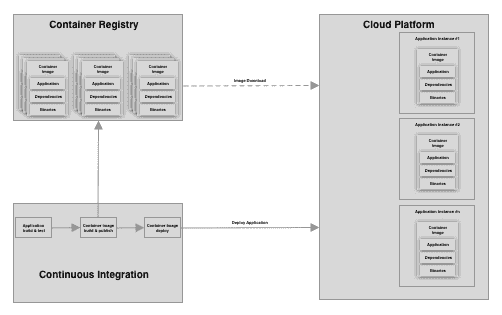 Container Registry
Container
Image
Application
Dependencies
Binaries
Container
Image
Application
Dependencies
Binaries
Container
Image
Application
Dependencies
Binaries
Image Download
Cloud Platform
Application Instance #1
Container
Image
Application
Dependencies
Binaries
Application Instance #2
Container
Image
Application
Dependencies
Binaries
Application Instance #n
Container
Image
Application
Dependencies
Binaries
Application
build & test
Container Image
build & publish
Container Image
deploy
Deploy Application
Continuous Integration